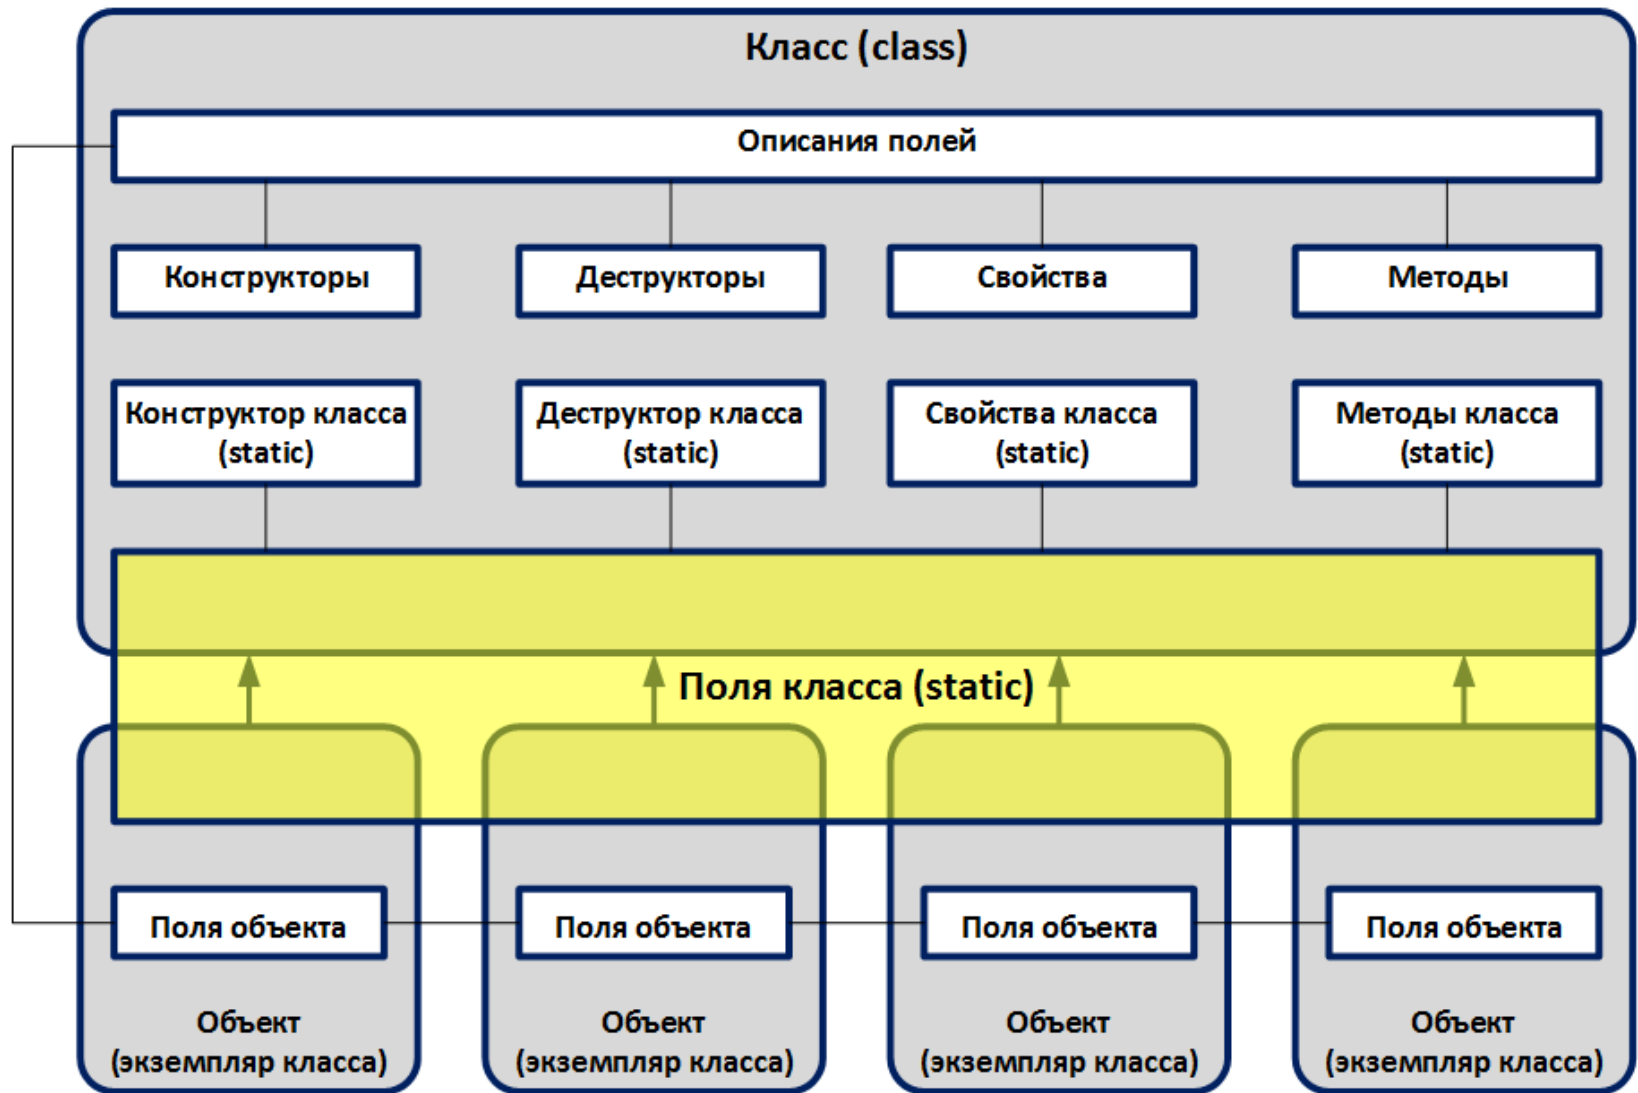 Класс (class)
Описания полей
Конструкторы
Деструкторы
Свойства
Методы
Конструктор класса
(static)
Деструктор класса
(static)
Свойства класса
(static)
Методы класса
(static)
Поля класса (static)
Поля объекта
Поля объекта
Поля объекта
Поля объекта
Объект
(экземпляр класса)
Объект
(экземпляр класса)
Объект
(экземпляр класса)
Объект
(экземпляр класса)